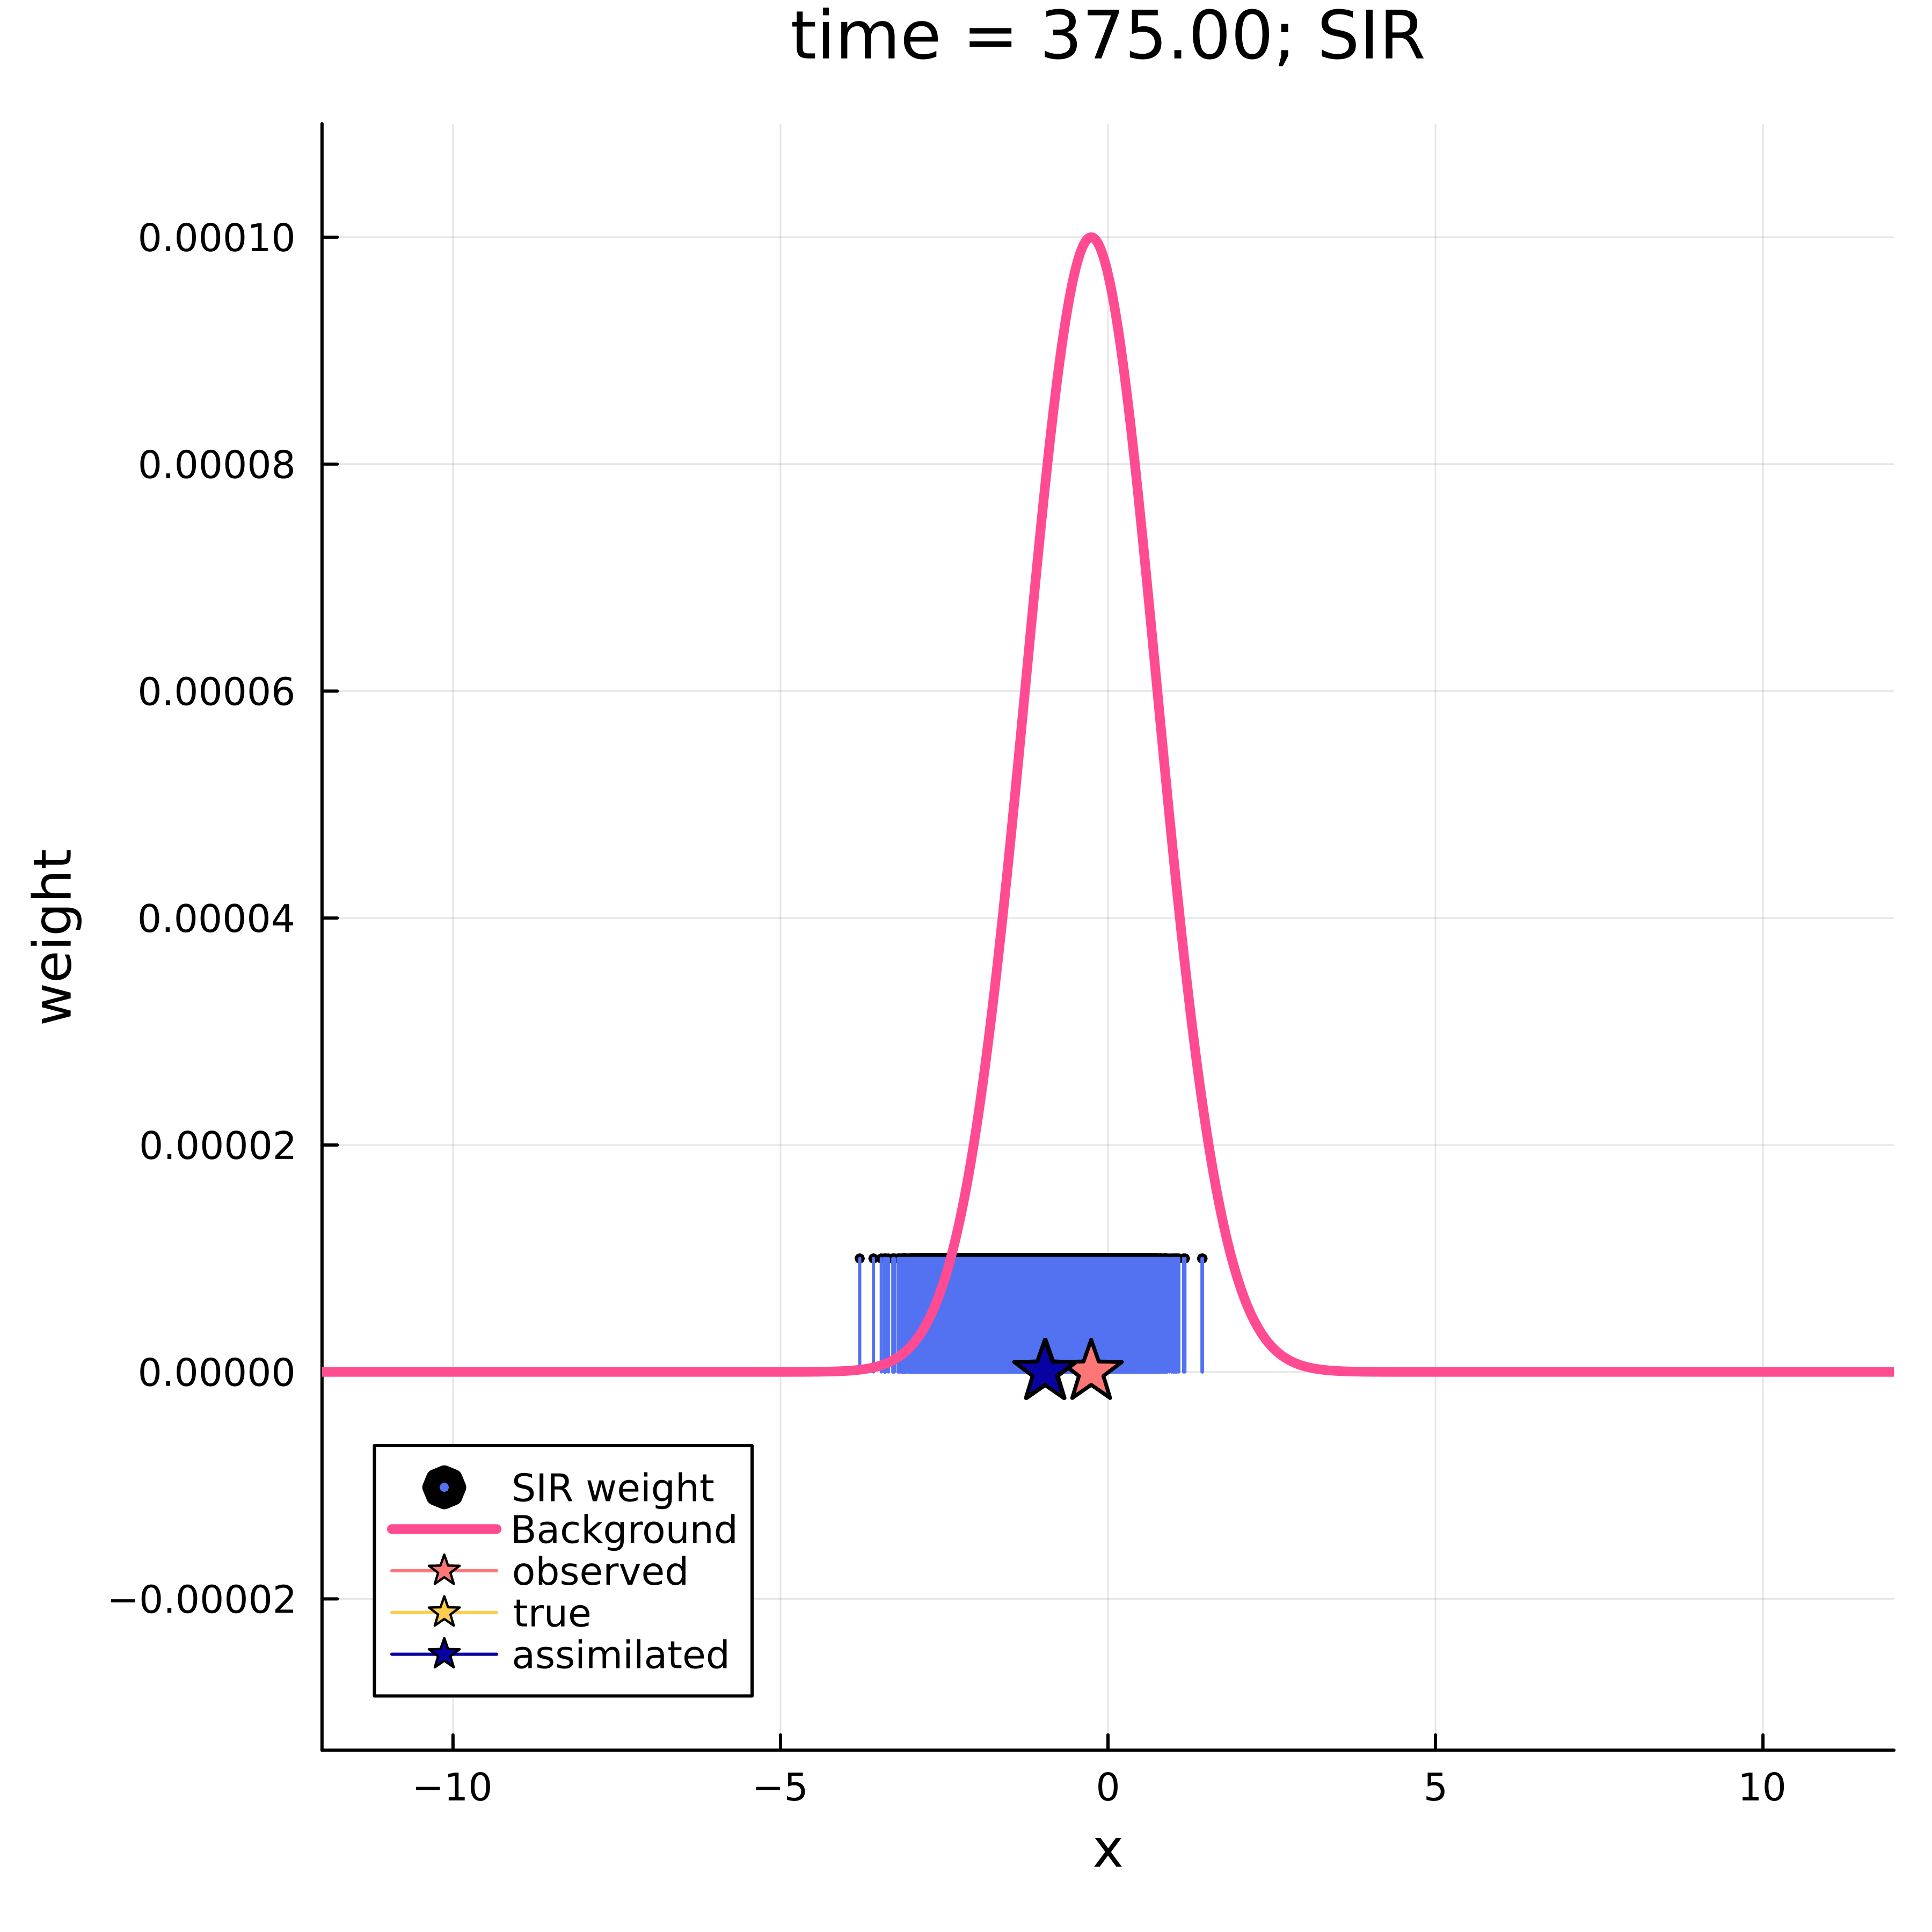 time = 375.00; SIR
weight
0.00010
0.00008
0.00006
0.00004
0.00002
0.00000
−0.00002
SIR weight
Background
observed
true
assimilated
−10 −5 0 5 10
x